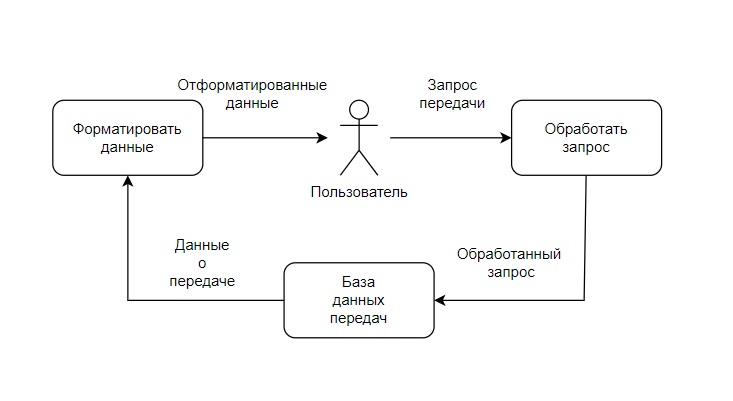 Отформатированные
данные
Запрос
передачи
Форматировать
данные
Обработать
запрос
Пользователь
Данные
о
передаче
Обработанный
запрос
База
данных
передач